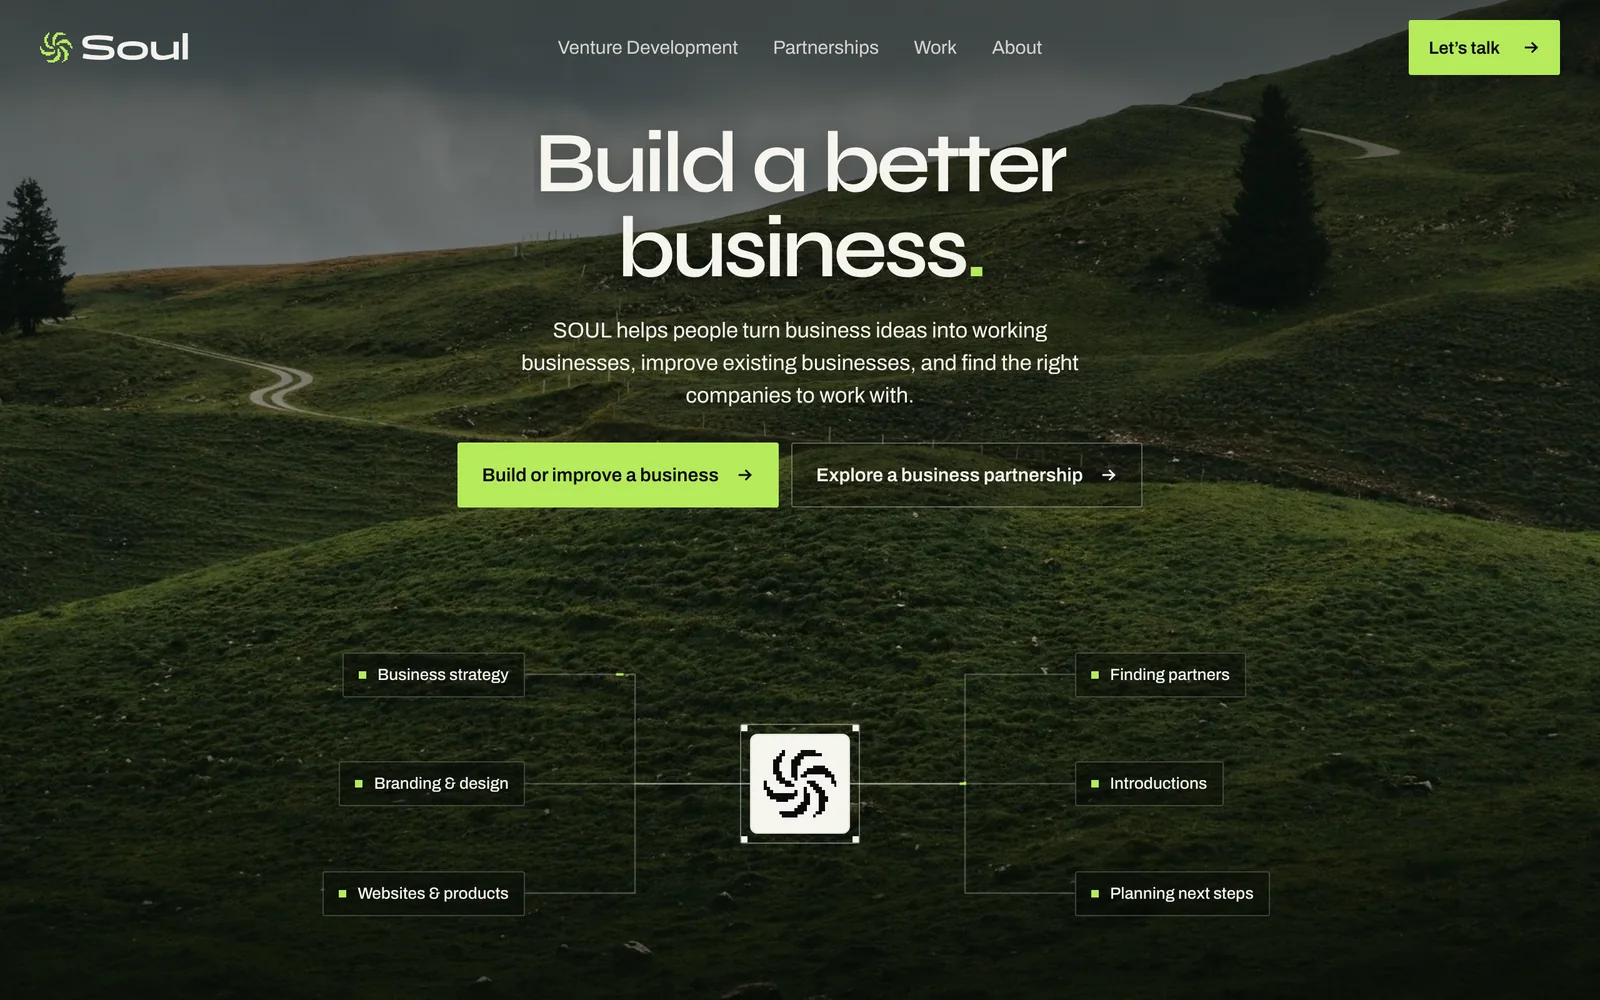 Soul
Venture Development
Partnerships
Work
About
Let's talk
Build a better
business.
SOUL helps people turn business ideas into working
businesses, improve existing businesses, and find the right
companies to work with.
Build or improve a business
Explore a business partnership
Business strategy
Finding partners
Branding & design
Introductions
Websites & products
Planning next steps